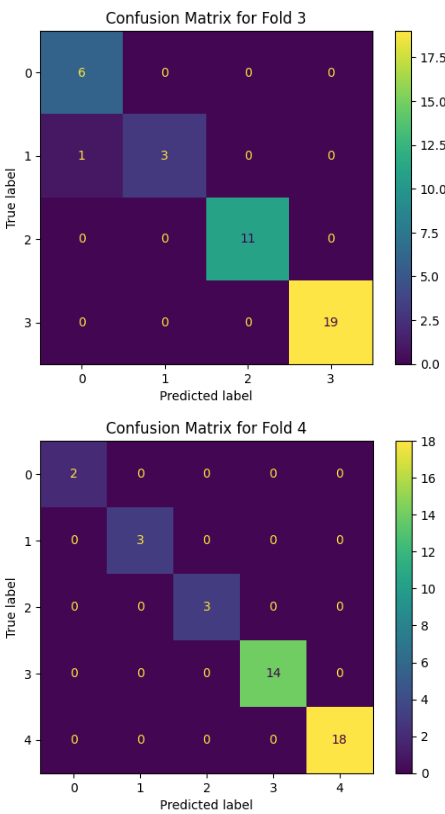 Confusion Matrix for Fold 3
17.5
0 6 0 0 0
15.0
12.5
1 1 3 0 0
10.0
True label
7.5
2 0 0 11 0
5.0
2.5
3 0 0 0 19
0.0
0 1 2 3
Predicted label
Confusion Matrix for Fold 4
18
0 2 0 0 0 0
16
14
1 0 3 0 0 0
12
10
True label
2 0 0 3 0 0
8
6
3 0 0 0 14 0
4
2
4 0 0 0 0 18
0
0 1 2 3 4
Predicted label